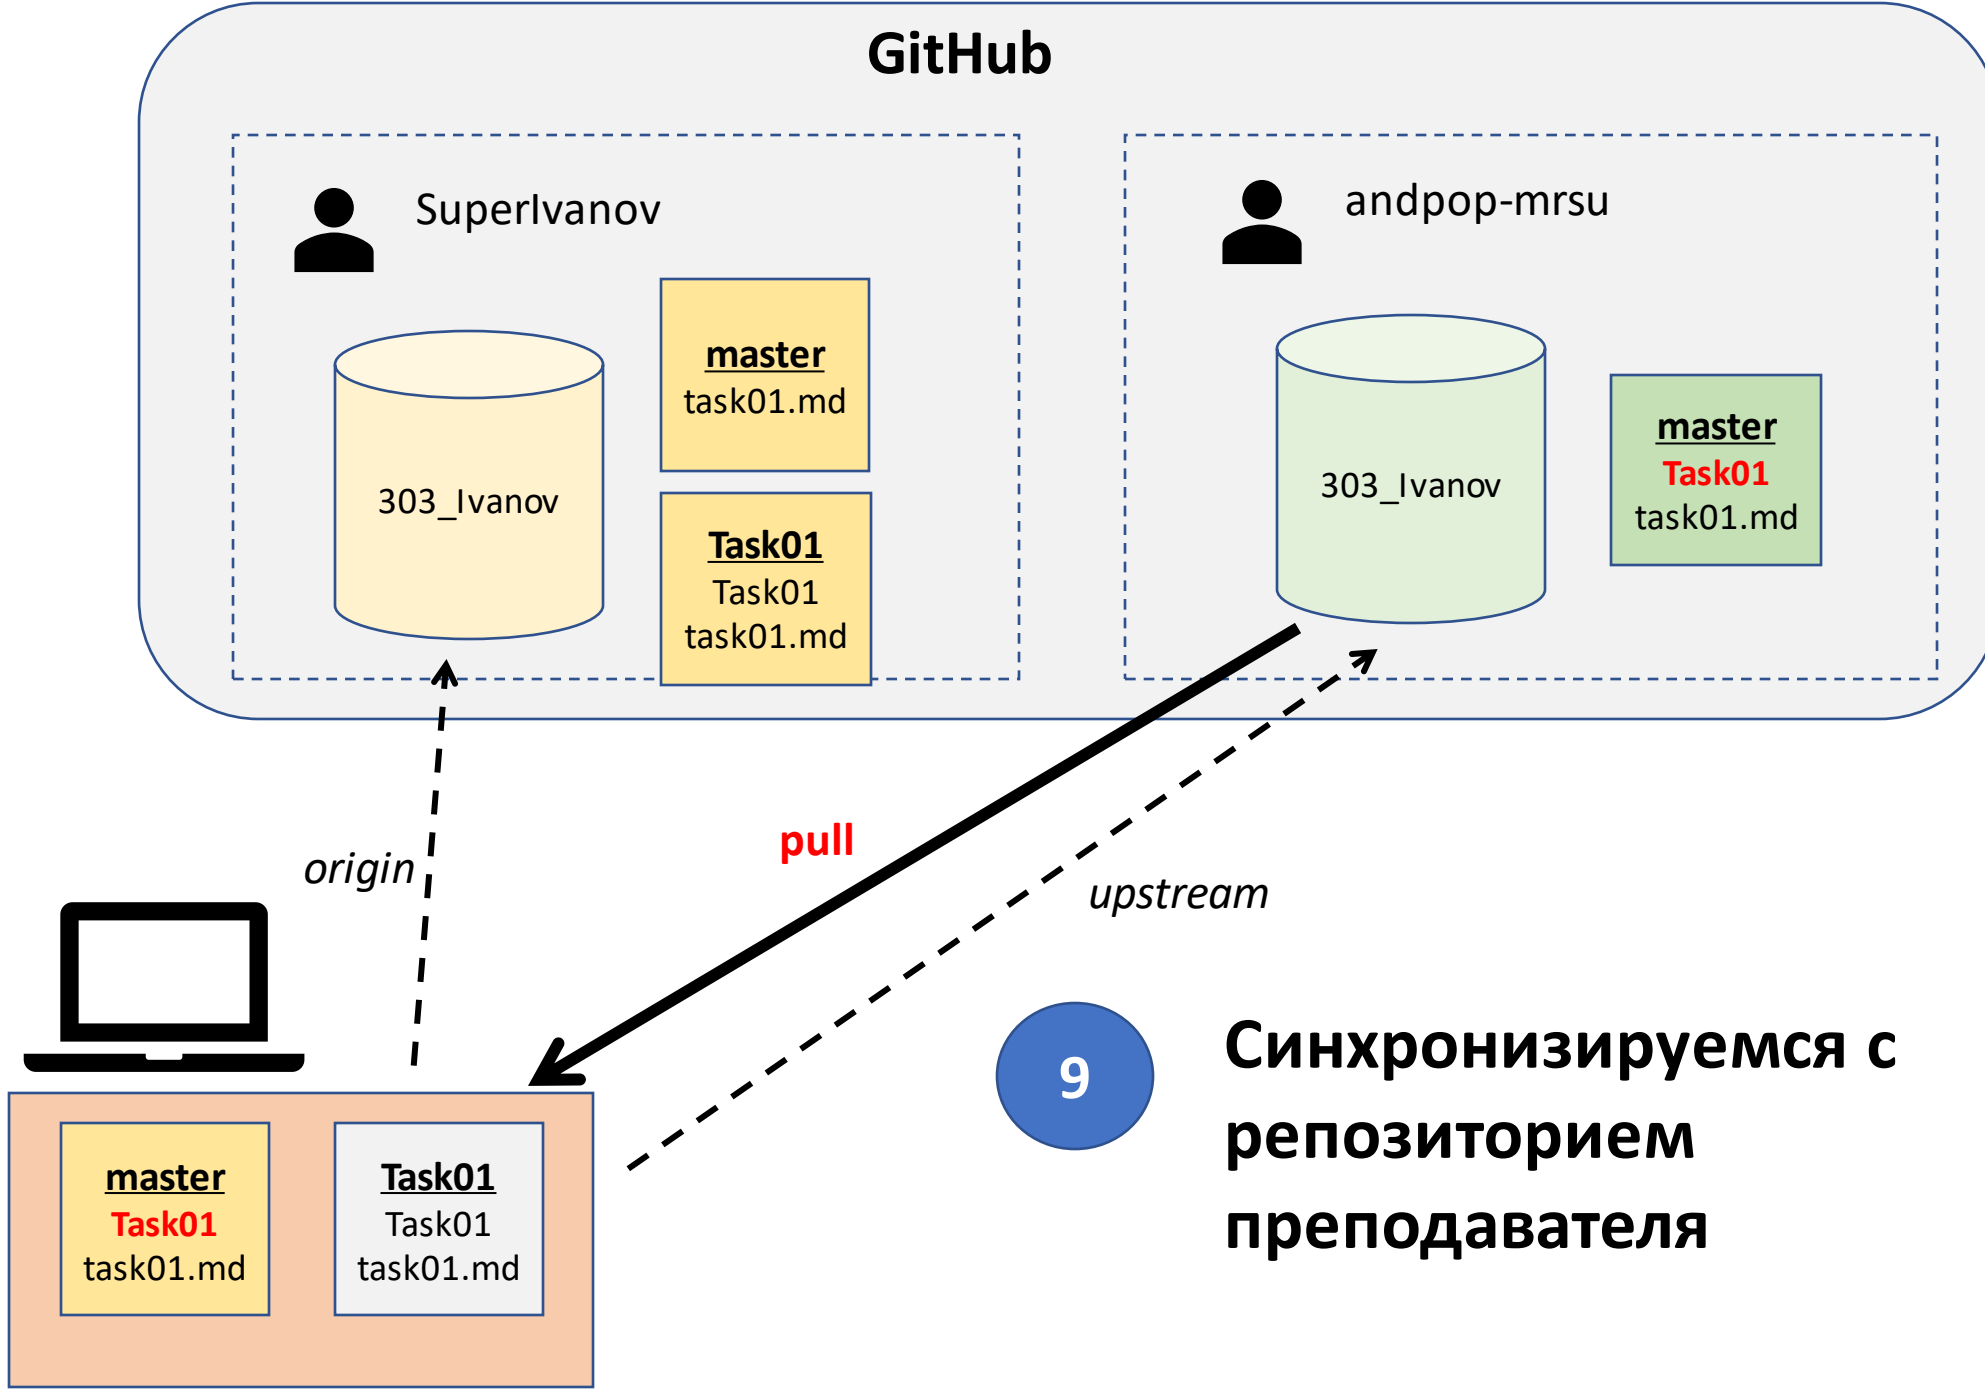 GitHub
SuperIvanov
303_Ivanov
master
task01.md
Task01
Task01
task01.md
andpop-mrsu
303_Ivanov
master
Task01
task01.md
origin
pull
upstream
master
Task01
task01.md
Task01
Task01
task01.md
9
Синхронизируемся с
репозиторием
преподавателя